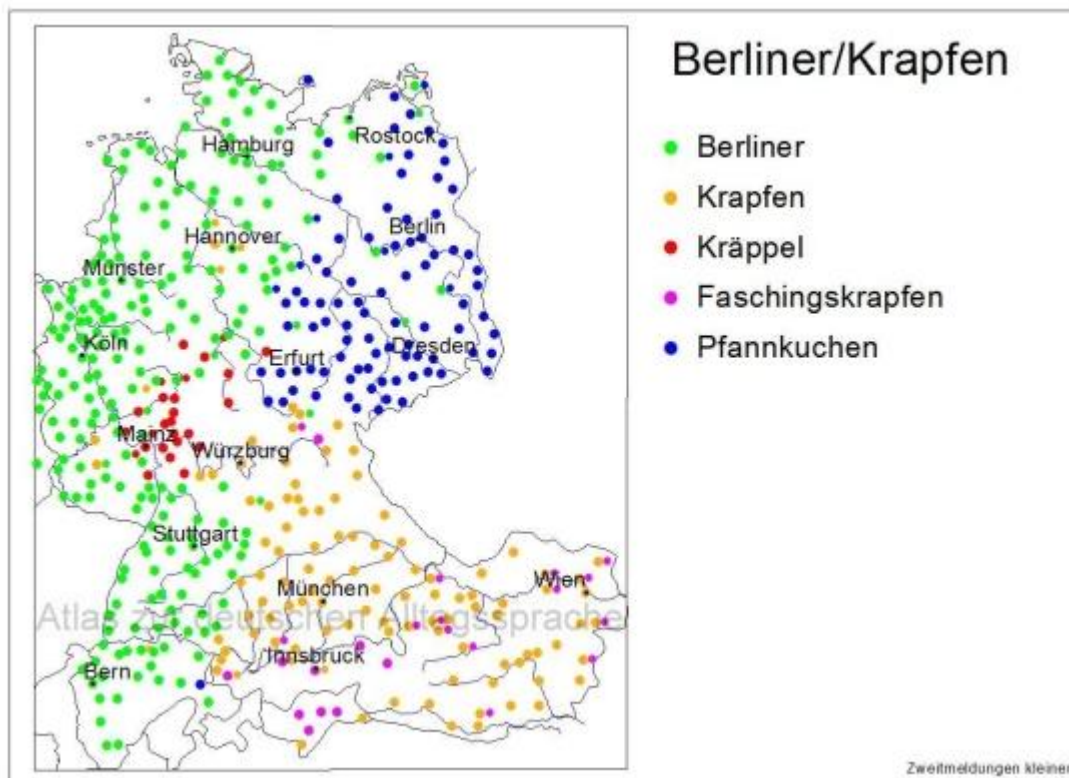 Berliner/Krapfen
Berliner
Krapfen
Kräppel
Faschingskrapfen
Pfannkuchen
Rostock
Hamburg
Berlin
Hannover
Münster
Köln
Erfurt
Dresden
Mainz
Würzburg
Stuttgart
München
Wien
Atlas zur deutschen Alltagssprache
Innsbruck
Bern
Zweitmeldungen kleiner